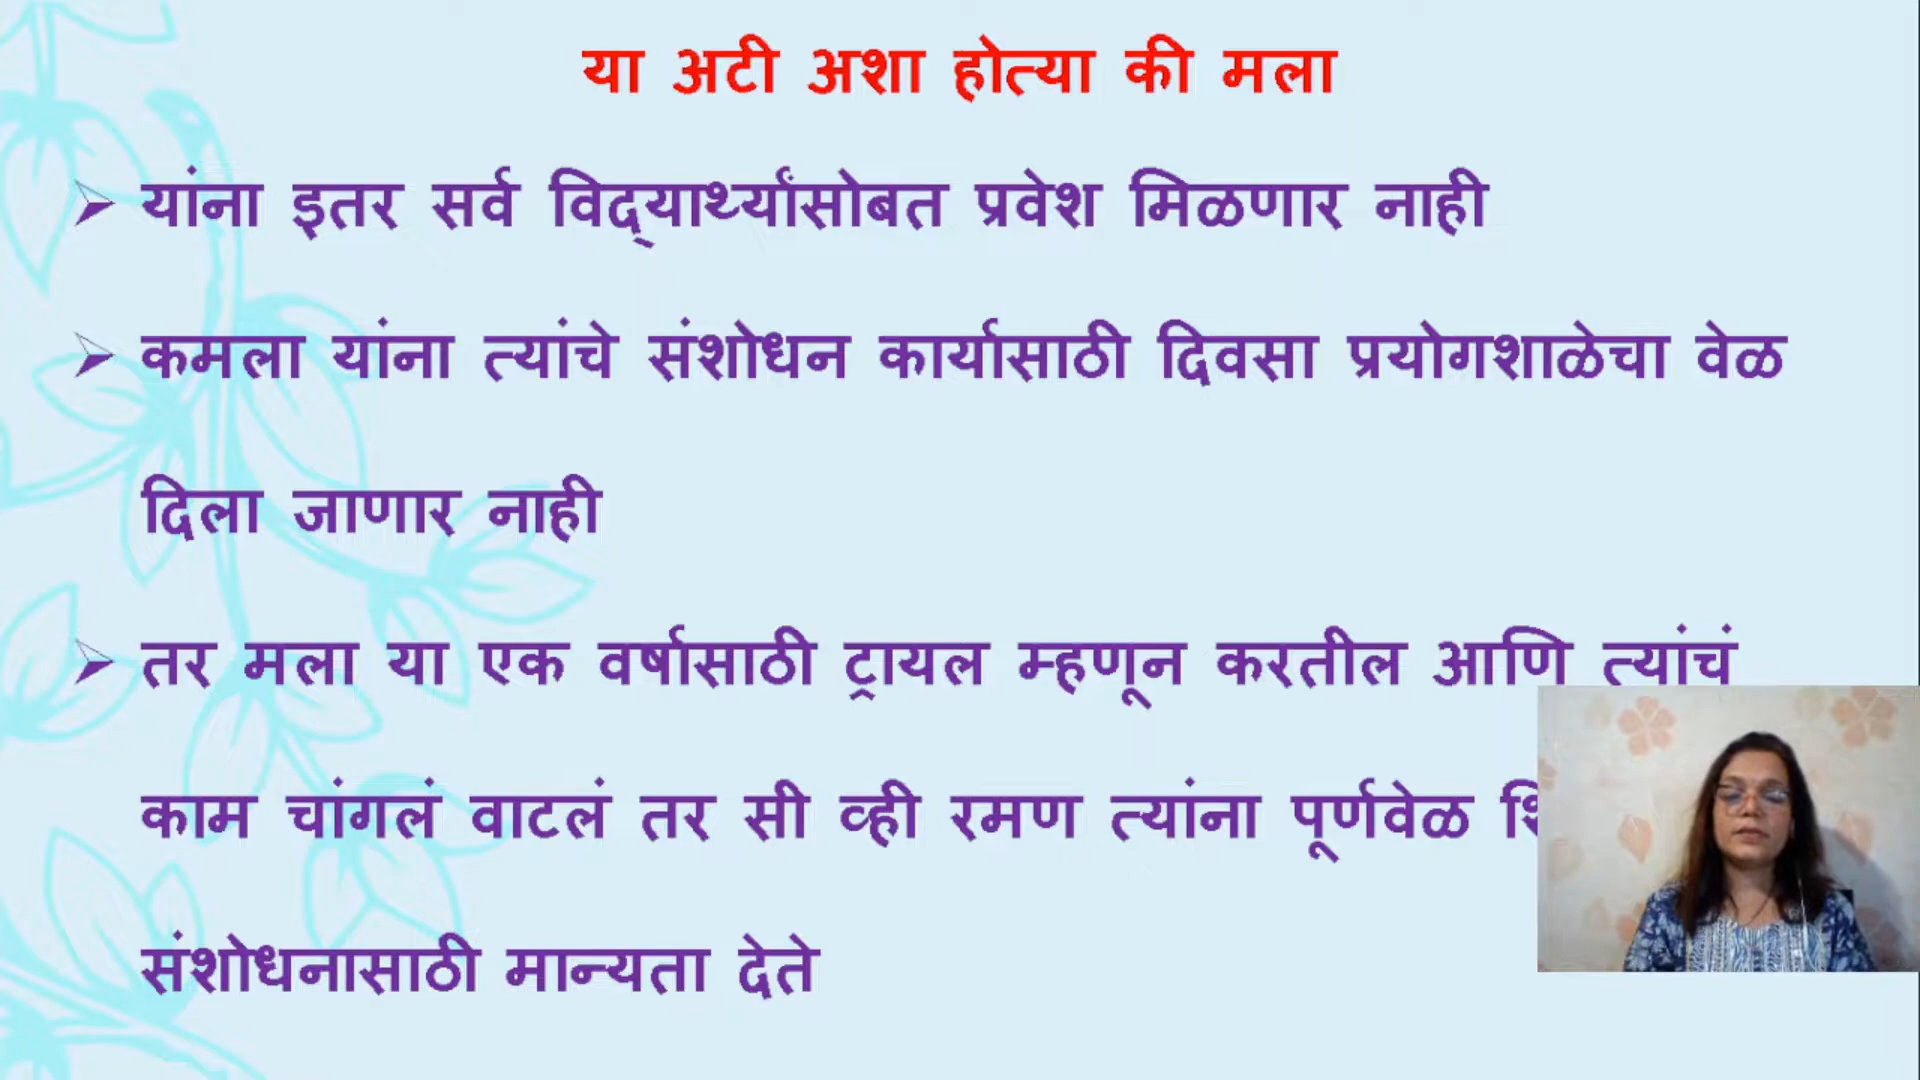 या अटी अशा होत्या की मला
यांना इतर सर्व विद्‌यार्थ्यांसोबत प्रवेश मिळणार नाही
कमला यांना त्यांचे संशोधन कार्यासाठी दिवसा प्रयोगशाळेचा वेळ
दिला जाणार नाही
तर मला या एक वर्षासाठी ट्रायल म्हणून करतील आणि त्यांचं
काम चांगलं वाटलं तर सी व्ही रमण त्यांना पूर्णवेळ
संशोधनासाठी मान्यता देते